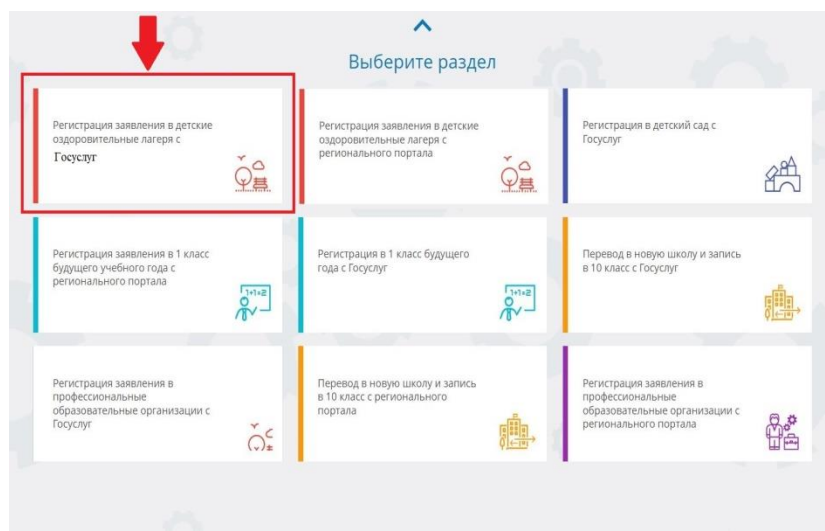 Выберите раздел
Регистрация заявления в детские
оздоровительные лагеря с
Госуслуг
Регистрация заявления в детские
оздоровительные лагеря с
регионального портала
Регистрация в детский сад с
Госуслуг
Регистрация заявления в 1 класс
будущего учебного года с
регионального портала
1+1=2
Регистрация в 1 класс будущего
года с Госуслуг
1+1=2
Перевод в новую школу и запись
в 10 класс с Госуслуг
Регистрация заявления в
профессиональные
образовательные организации с
Госуслуг
Перевод в новую школу и запись
в 10 класс с регионального
портала
Регистрация заявления в
профессиональные
образовательные организации с
регионального портала